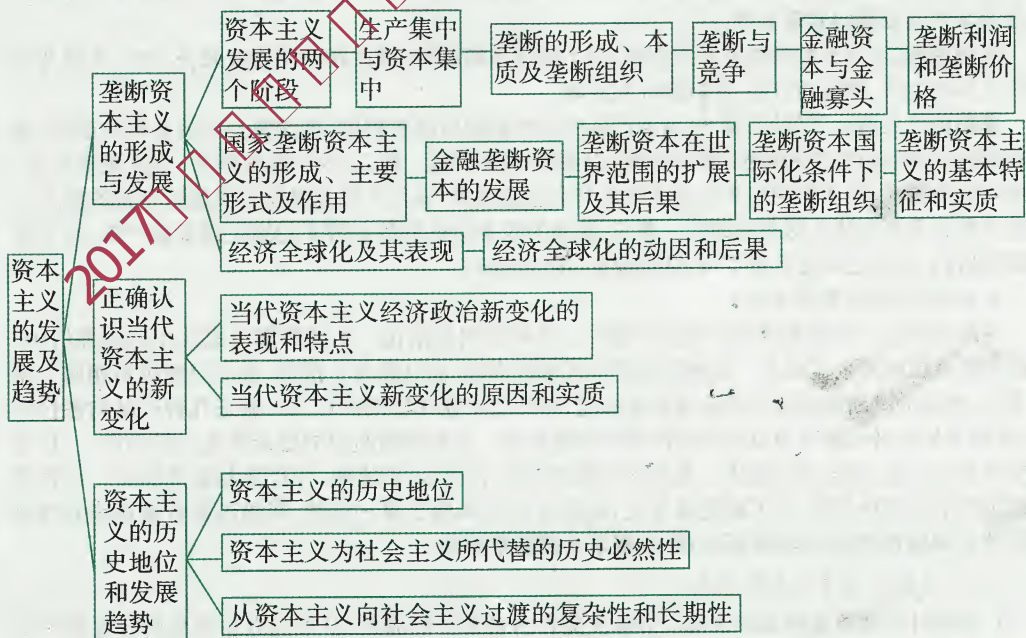 资本主义
发展的两
个阶段
生产集中
与资本集
中
垄断的形成、本
质及垄断组织
垄断与
竞争
金融资
本与金
融寡头
垄断利润
和垄断价
格
垄断资
本主义
的形成
与发展
国家垄断资本主
义的形成、主要
形式及作用
金融垄断资
本的发展
垄断资本在世
界范围的扩展
及其后果
垄断资本国
际化条件下
的垄断组织
垄断资本主
义的基本特
征和实质
经济全球化及其表现
经济全球化的动因和后果
资本
主义
的发
展及
趋势
正确认
识当代
资本主
义的新
变化
当代资本主义经济政治新变化的
表现和特点
当代资本主义新变化的原因和实质
资本主
义的历
史地位
和发展
趋势
资本主义的历史地位
资本主义为社会主义所代替的历史必然性
从资本主义向社会主义过渡的复杂性和长期性
2017